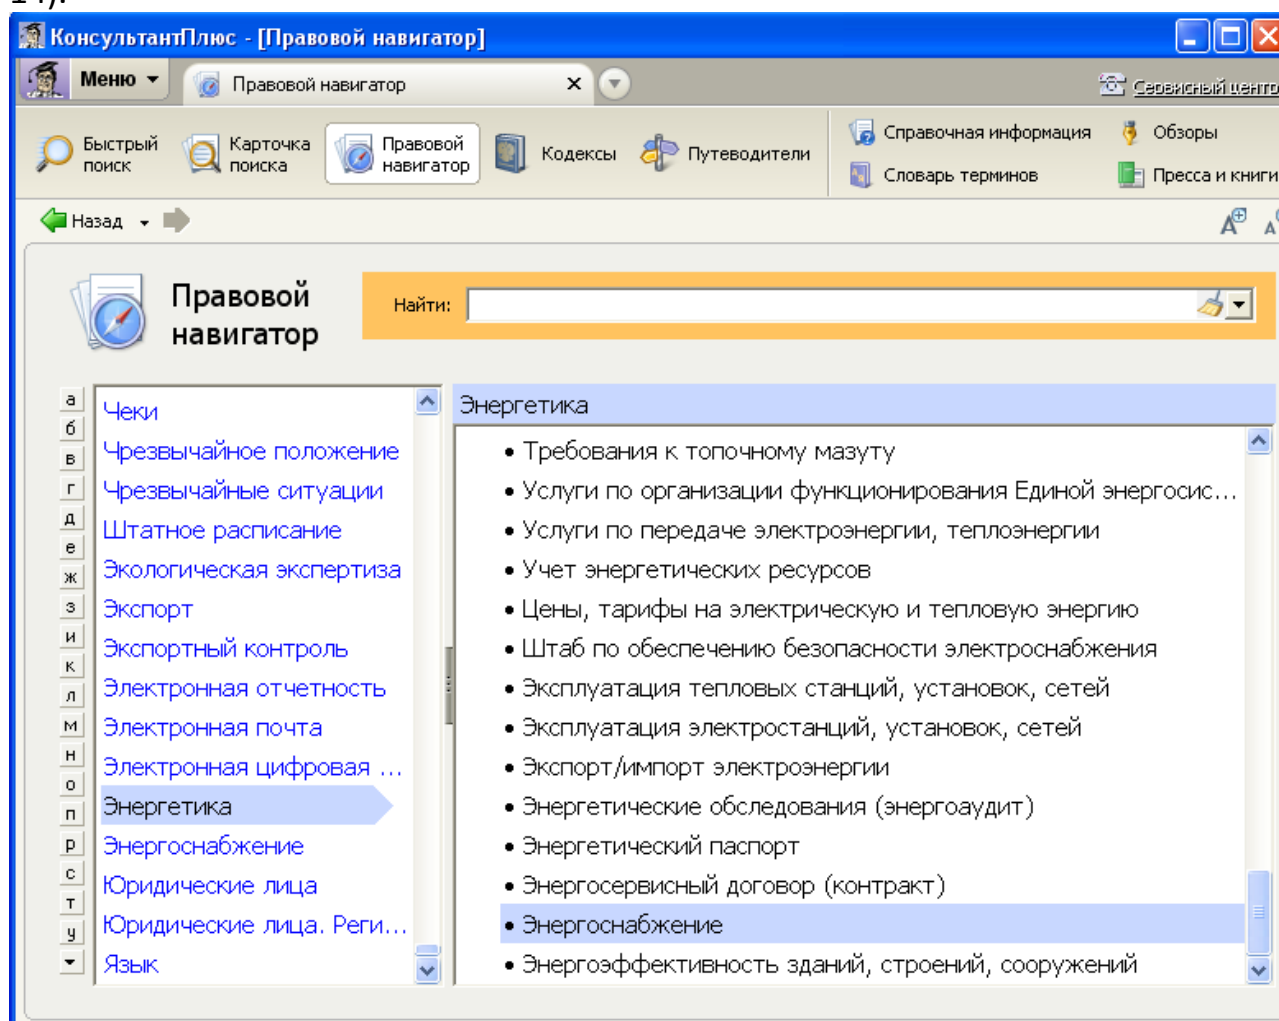 КонсультантПлюс - [Правовой навигатор]
Меню
Правовой навигатор
Сервисный центр
Быстрый поиск
Карточка поиска
Правовой навигатор
Кодексы
Путеводители
Справочная информация
Обзоры
Словарь терминов
Пресса и книги
Назад
Правовой
навигатор
Найти:
а
б
в
г
д
е
ж
з
и
к
л
м
н
о
п
р
с
т
у
Чеки
Чрезвычайное положение
Чрезвычайные ситуации
Штатное расписание
Экологическая экспертиза
Экспорт
Экспортный контроль
Электронная отчетность
Электронная почта
Электронная цифровая ...
Энергетика
Энергоснабжение
Юридические лица
Юридические лица. Реги...
Язык
Энергетика
• Требования к топочному мазуту
• Услуги по организации функционирования Единой энергосис...
• Услуги по передаче электроэнергии, теплоэнергии
• Учет энергетических ресурсов
• Цены, тарифы на электрическую и тепловую энергию
• Штаб по обеспечению безопасности электроснабжения
• Эксплуатация тепловых станций, установок, сетей
• Эксплуатация электростанций, установок, сетей
• Экспорт/импорт электроэнергии
• Энергетические обследования (энергоаудит)
• Энергетический паспорт
• Энергосервисный договор (контракт)
• Энергоснабжение
• Энергоэффективность зданий, строений, сооружений